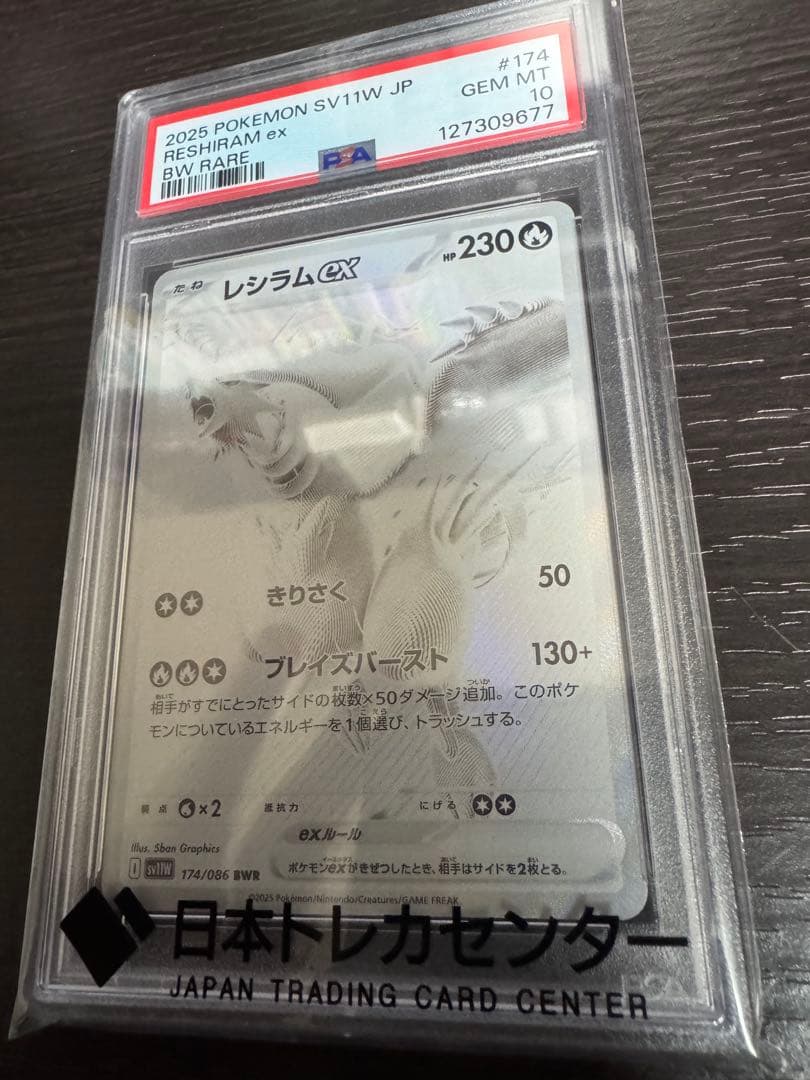 2025 POKEMON SV11W JP #174
RESHIRAM ex GEM MT
BW RARE 10
PSA 127309677
たね レシラムex HP 230
きりさく 50
ブレイズバースト 130+
相手がすでにとったサイドの枚数×50ダメージ追加。このポケ
モンについているエネルギーを1個選び、トラッシュする。
弱点 ×2 抵抗力 にげる
exルール
Illus. 5ban Graphics
ポケモンexがきぜつしたとき、相手はサイドを2枚とる。
I sv11W 174/086 BWR
©2025 Pokémon/Nintendo/Creatures/GAME FREAK
日本トレカセンター
JAPAN TRADING CARD CENTER